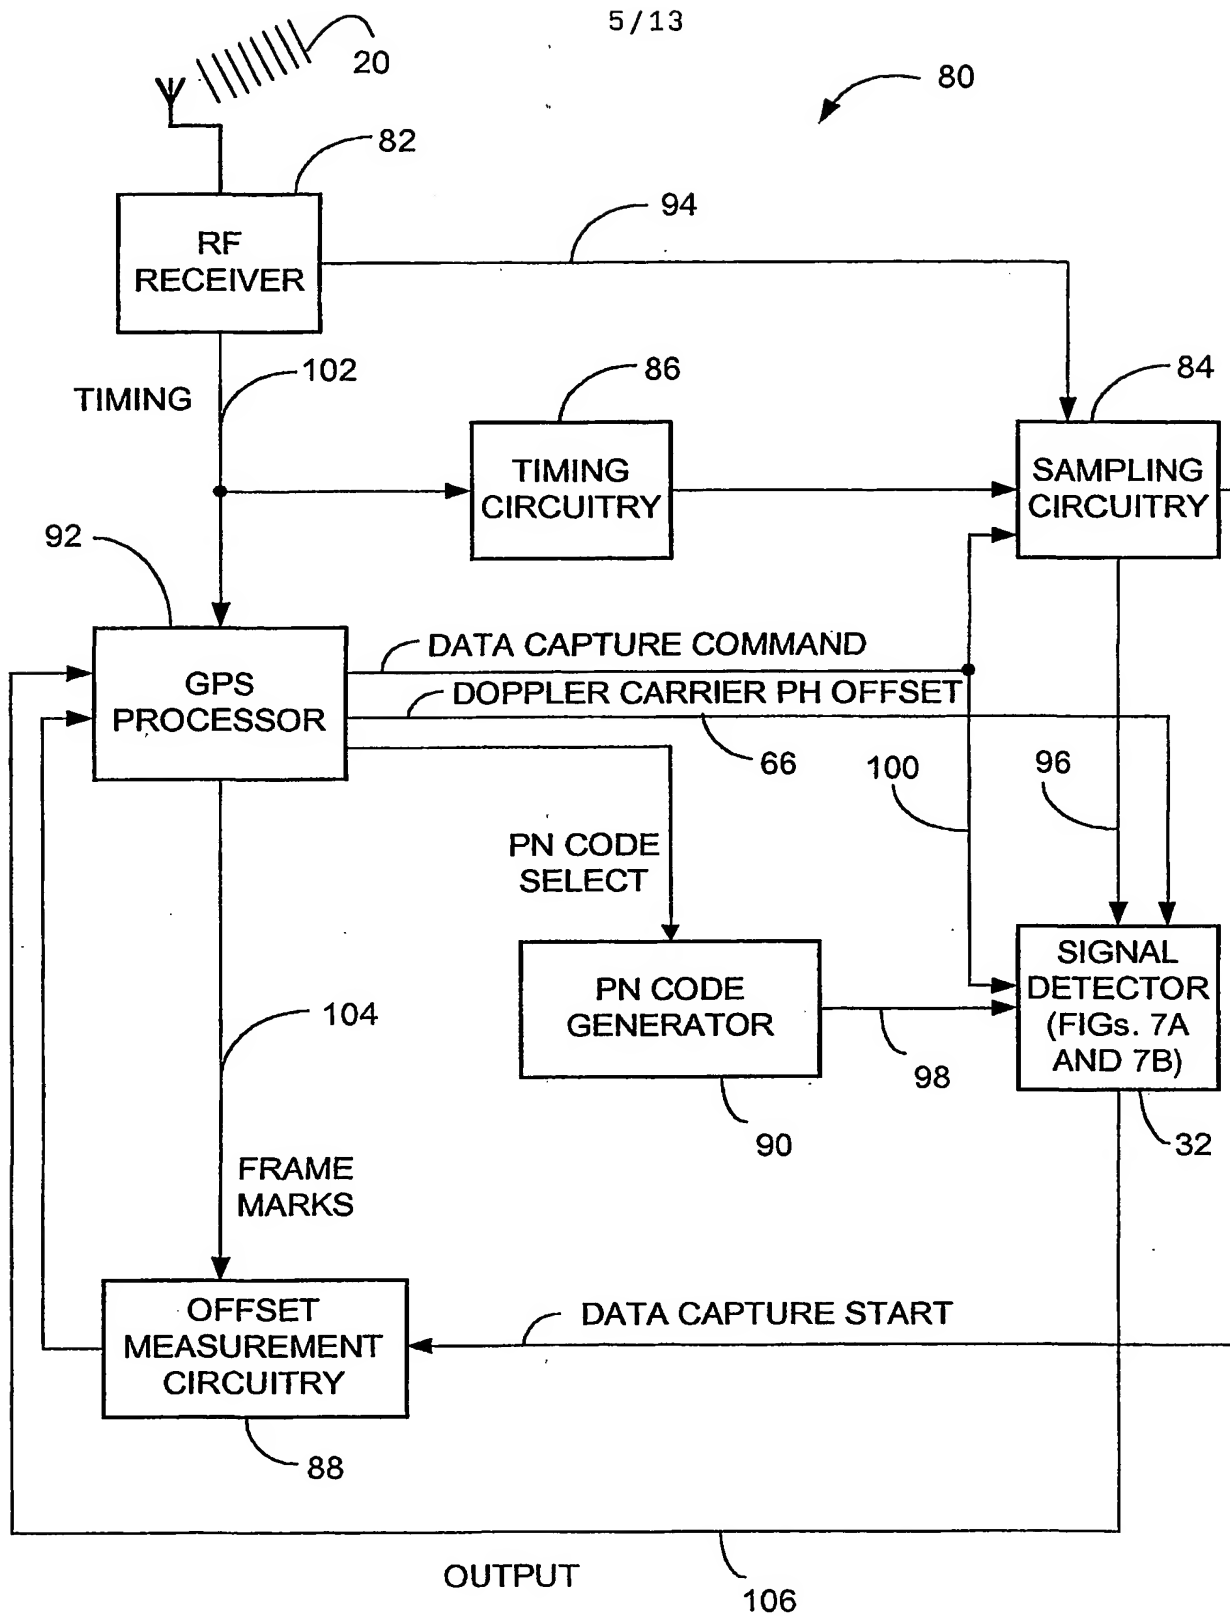 5/13
20
80
82
94
RF
RECEIVER
102
86
84
TIMING
TIMING
CIRCUITRY
SAMPLING
CIRCUITRY
92
DATA CAPTURE COMMAND
GPS
PROCESSOR
DOPPLER CARRIER PH OFFSET
66
100
96
PN CODE
SELECT
SIGNAL
DETECTOR
(FIGs. 7A
AND 7B)
PN CODE
GENERATOR
104
98
90
32
FRAME
MARKS
OFFSET
MEASUREMENT
CIRCUITRY
DATA CAPTURE START
88
OUTPUT
106